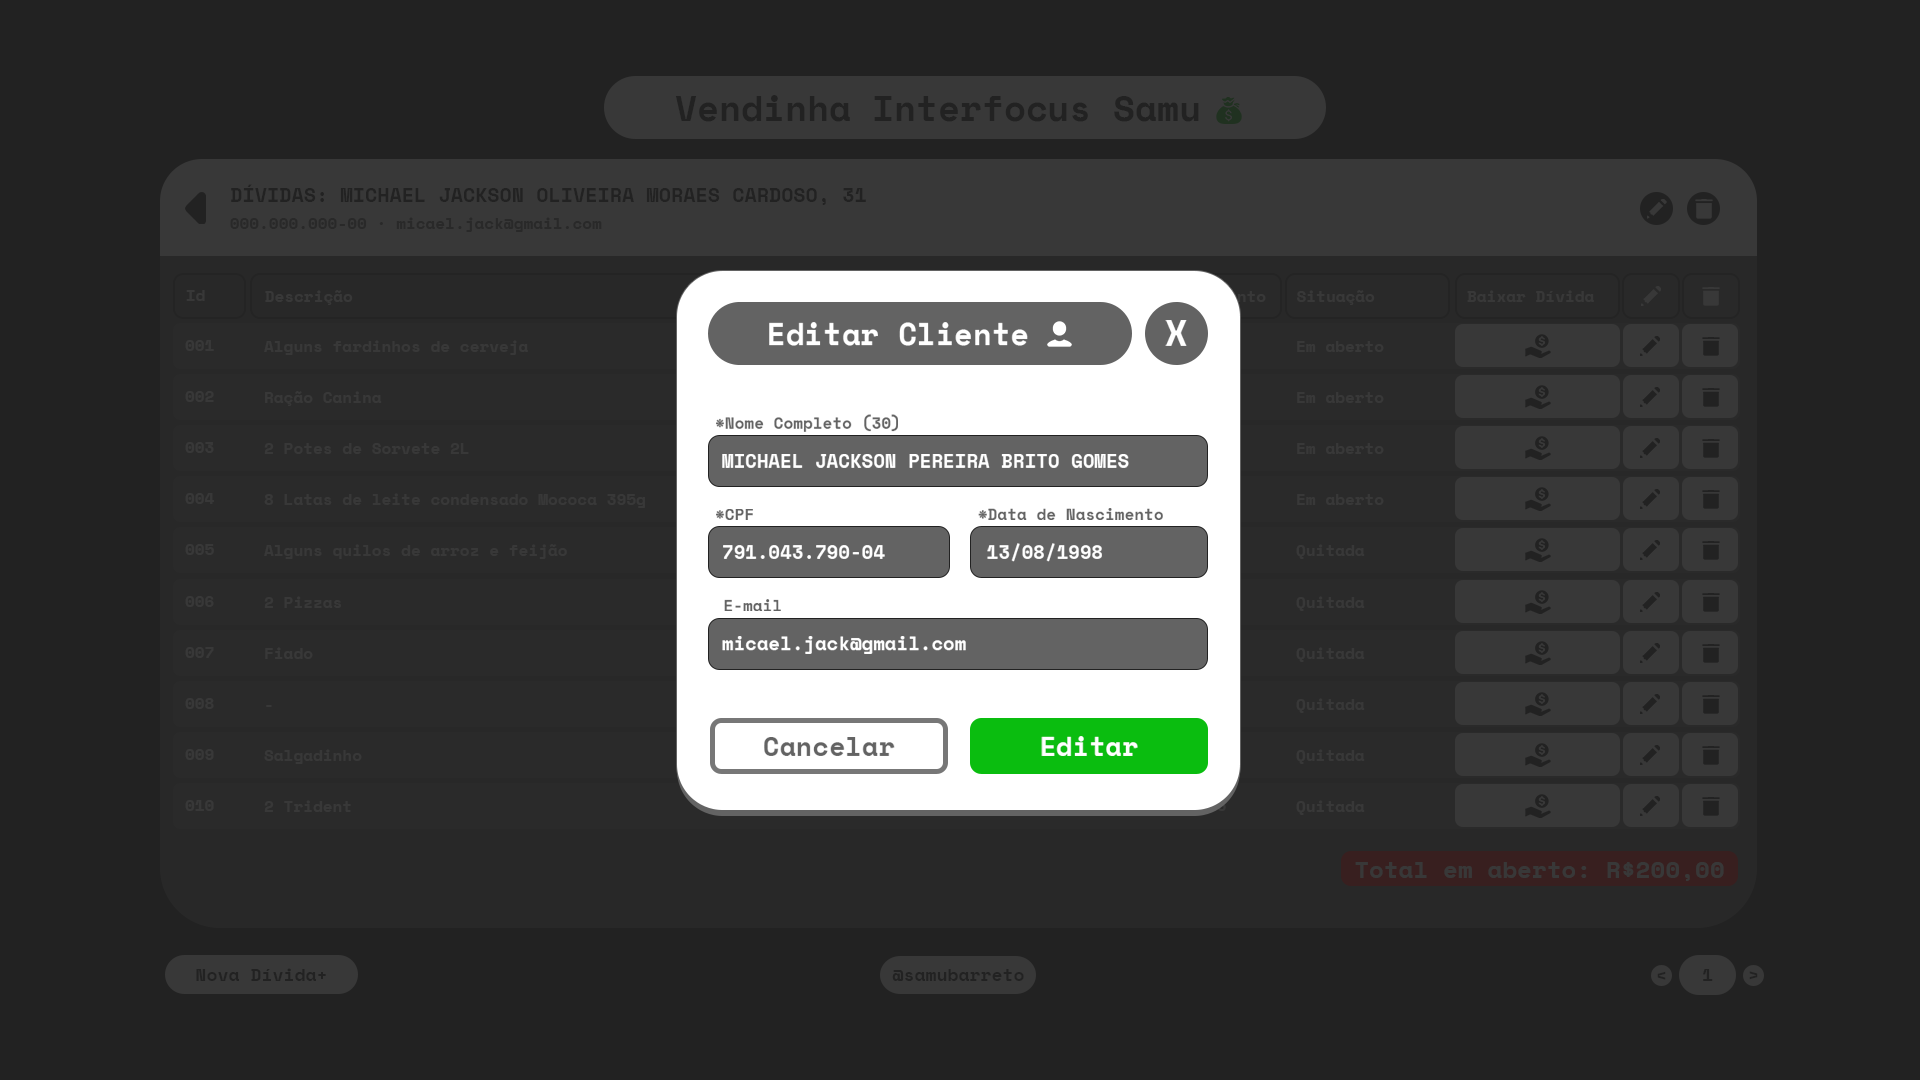 Vendinha Interfocus Samu
DÍVIDAS: MICHAEL JACKSON OLIVEIRA MORAES CARDOSO, 31
000.000.000-00 · micael.jack@gmail.com
Id Descrição nto Situação Baixar Dívida
001 Alguns fardinhos de cerveja Em aberto
002 Ração Canina Em aberto
003 2 Potes de Sorvete 2L Em aberto
004 8 Latas de leite condensado Mococa 395g Em aberto
005 Alguns quilos de arroz e feijão Quitada
006 2 Pizzas Quitada
007 Fiado Quitada
008 - Quitada
009 Salgadinho Quitada
010 2 Trident Quitada
Total em aberto: R$200,00
Nova Dívida+
@samubarreto
< 1 >
Editar Cliente
X
*Nome Completo (30)
MICHAEL JACKSON PEREIRA BRITO GOMES
*CPF *Data de Nascimento
791.043.790-04 13/08/1998
E-mail
micael.jack@gmail.com
Cancelar Editar